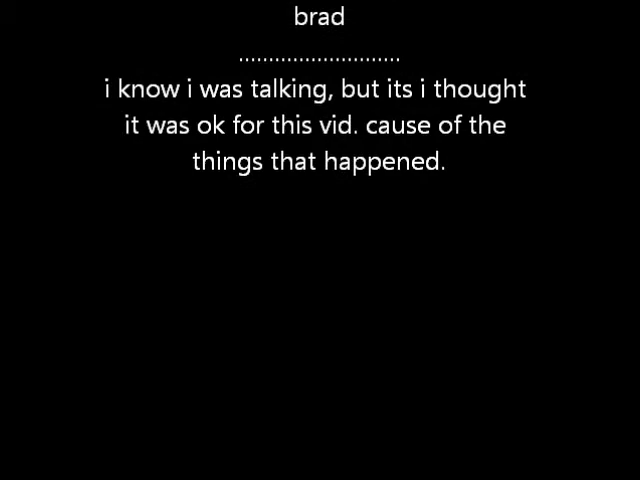 brad
...........................
i know i was talking, but its i thought
it was ok for this vid. cause of the
things that happened.